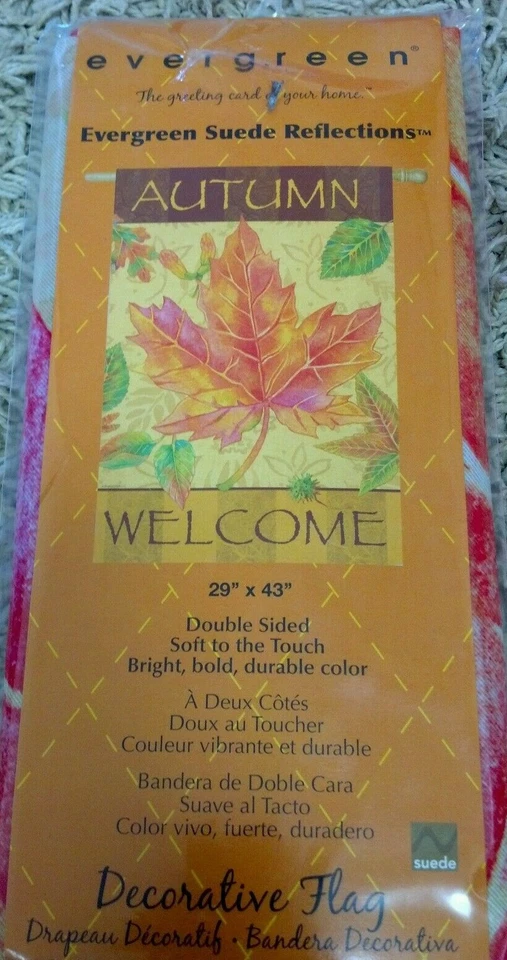 evergreen®
The greeting card of your home.™
Evergreen Suede Reflections™
AUTUMN
WELCOME
29" x 43"
Double Sided
Soft to the Touch
Bright, bold, durable color
À Deux Côtés
Doux au Toucher
Couleur vibrante et durable
Bandera de Doble Cara
Suave al Tacto
Color vivo, fuerte, duradero
suede
Decorative Flag
Drapeau Décoratif • Bandera Decorativa